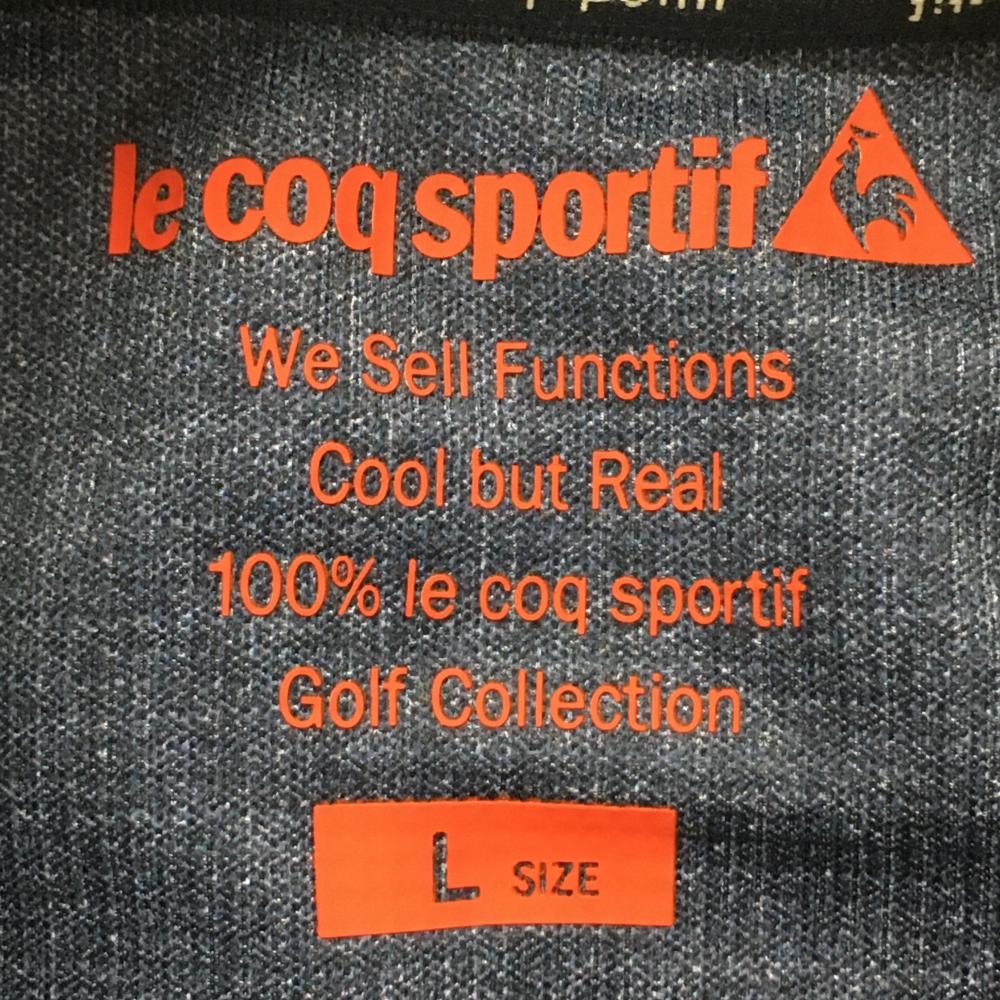 le coq sportif
We Sell Functions
Cool but Real
100% le coq sportif
Golf Collection
L SIZE